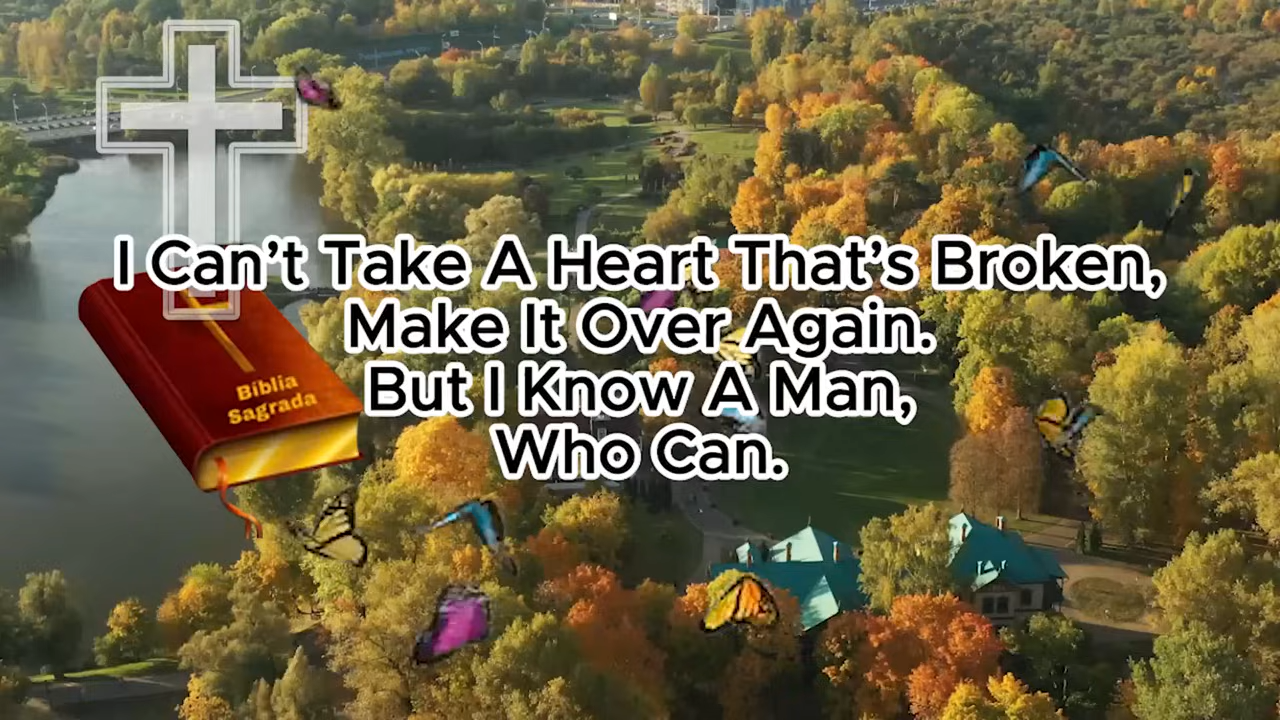 I Can't Take A Heart That's Broken,
Make It Over Again.
But I Know A Man,
Who Can.
Bíblia
Sagrada